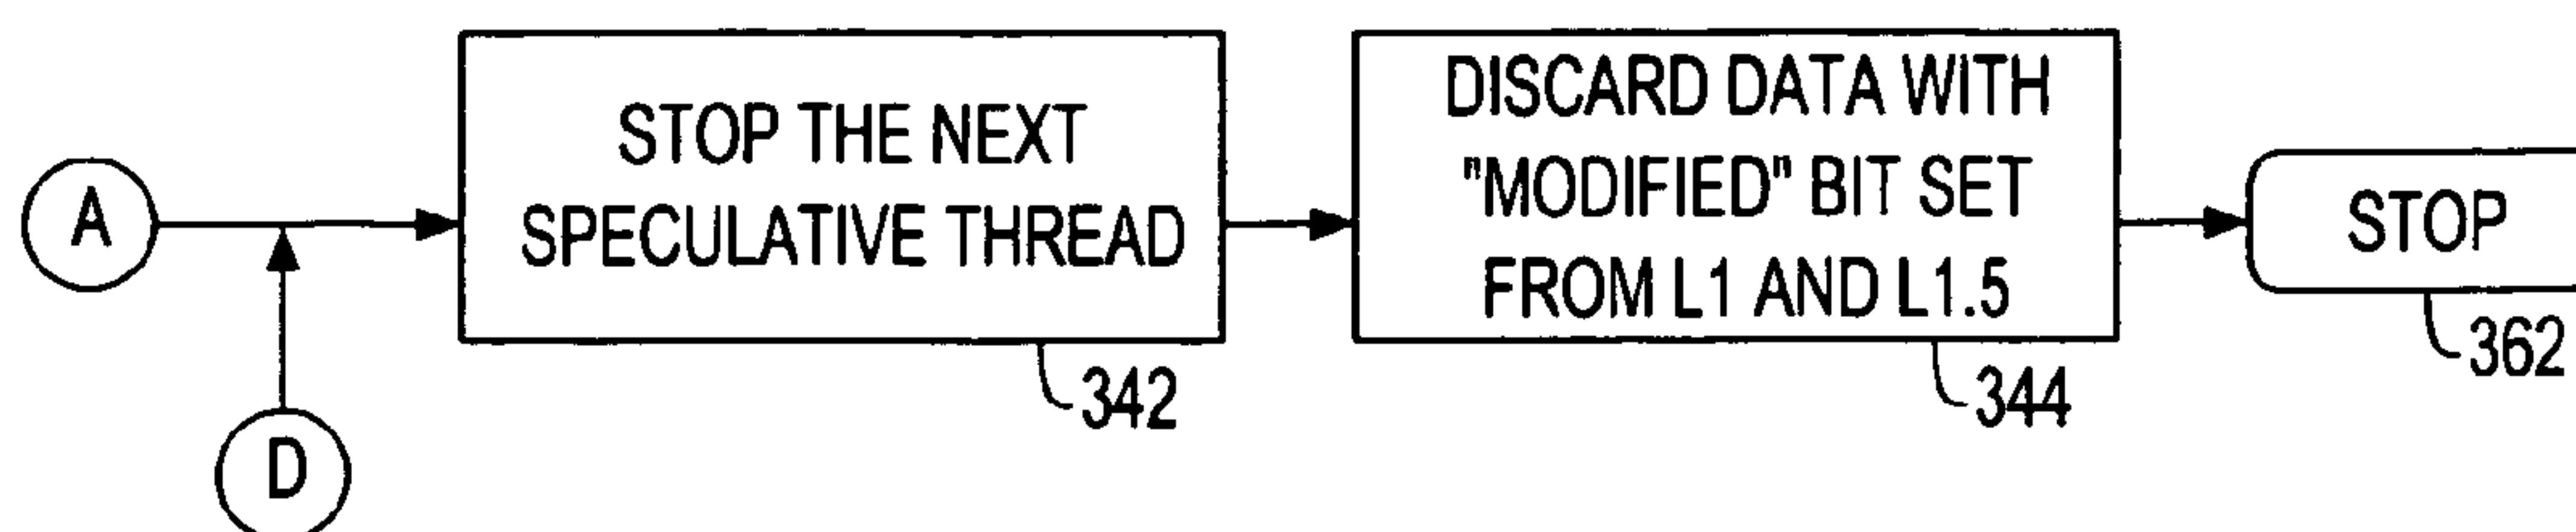 A
STOP THE NEXT
SPECULATIVE THREAD
342
DISCARD DATA WITH
"MODIFIED" BIT SET
FROM L1 AND L1.5
344
STOP
362
D